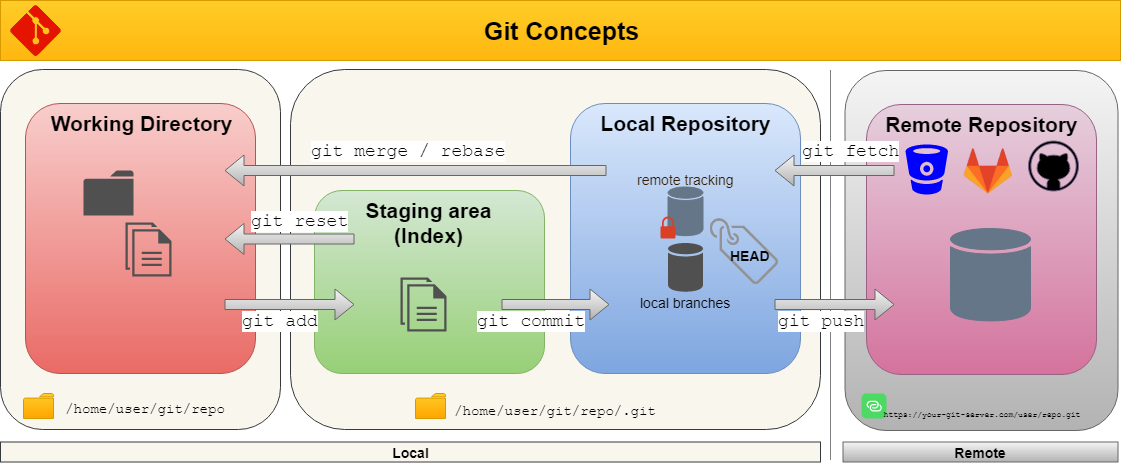 Git Concepts
Working Directory
Local Repository
Remote Repository
git merge / rebase
git fetch
remote tracking
Staging area
(Index)
git reset
HEAD
local branches
git add
git commit
git push
/home/user/git/repo
/home/user/git/repo/.git
https://your-git-server.com/user/repo.git
Local
Remote